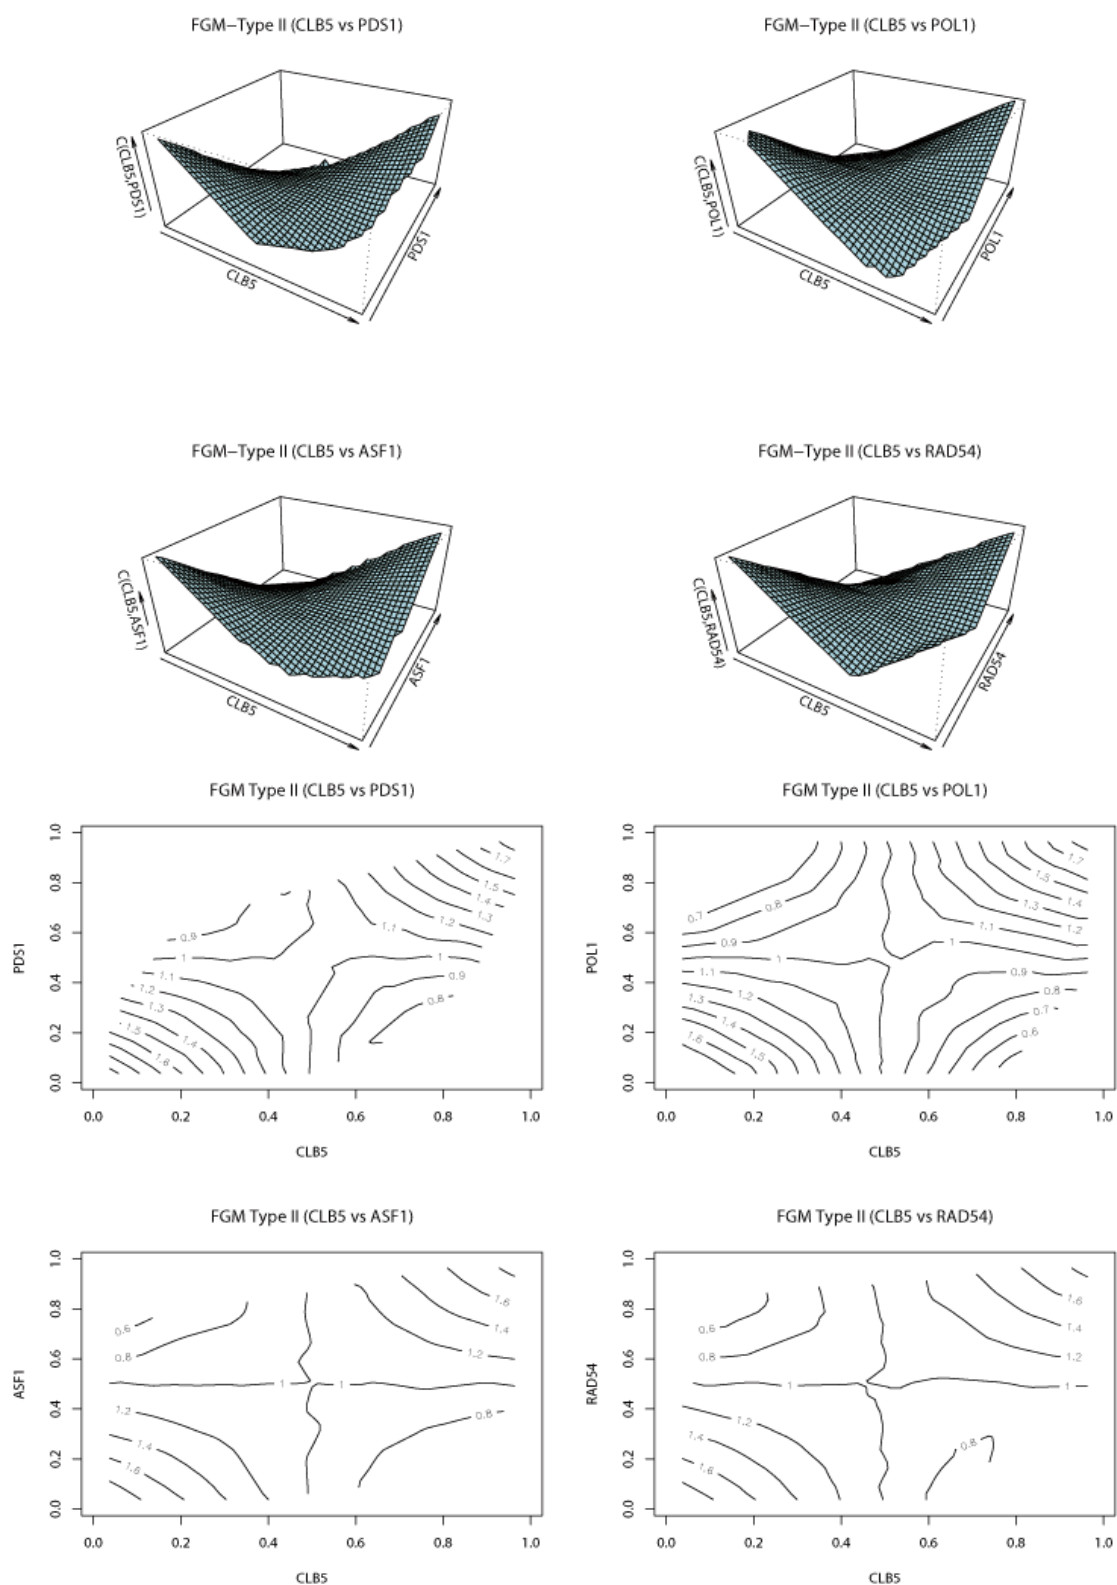 FGM−Type II (CLB5 vs PDS1)
FGM−Type II (CLB5 vs POL1)
C(CLB5,PDS1)
CLB5
PDS1
C(CLB5,POL1)
CLB5
POL1
FGM−Type II (CLB5 vs ASF1)
FGM−Type II (CLB5 vs RAD54)
C(CLB5,ASF1)
CLB5
ASF1
C(CLB5,RAD54)
CLB5
RAD54
FGM Type II (CLB5 vs PDS1)
PDS1
0.0 0.2 0.4 0.6 0.8 1.0
0.9
1
1.1
1.2
1.3
1.5
1.4
1.6
1.7
1.5
1.4
1.3
1.2
1.1
1
0.9
0.8
0.0 0.2 0.4 0.6 0.8 1.0
CLB5
FGM Type II (CLB5 vs POL1)
POL1
0.0 0.2 0.4 0.6 0.8 1.0
0.7
0.8
0.9
1
1.1
1.2
1.3
1.4
1.6
1.5
1.7
1.5
1.4
1.3
1.2
1.1
1
0.9
0.8
0.7
0.6
0.0 0.2 0.4 0.6 0.8 1.0
CLB5
FGM Type II (CLB5 vs ASF1)
ASF1
0.0 0.2 0.4 0.6 0.8 1.0
0.6
0.8
1
1
1.2
1.4
1.6
1.6
1.4
1.2
0.8
0.0 0.2 0.4 0.6 0.8 1.0
CLB5
FGM Type II (CLB5 vs RAD54)
RAD54
0.0 0.2 0.4 0.6 0.8 1.0
0.6
0.8
1
1.2
1.4
1.6
1.6
1.4
1.2
1
0.8
0.0 0.2 0.4 0.6 0.8 1.0
CLB5